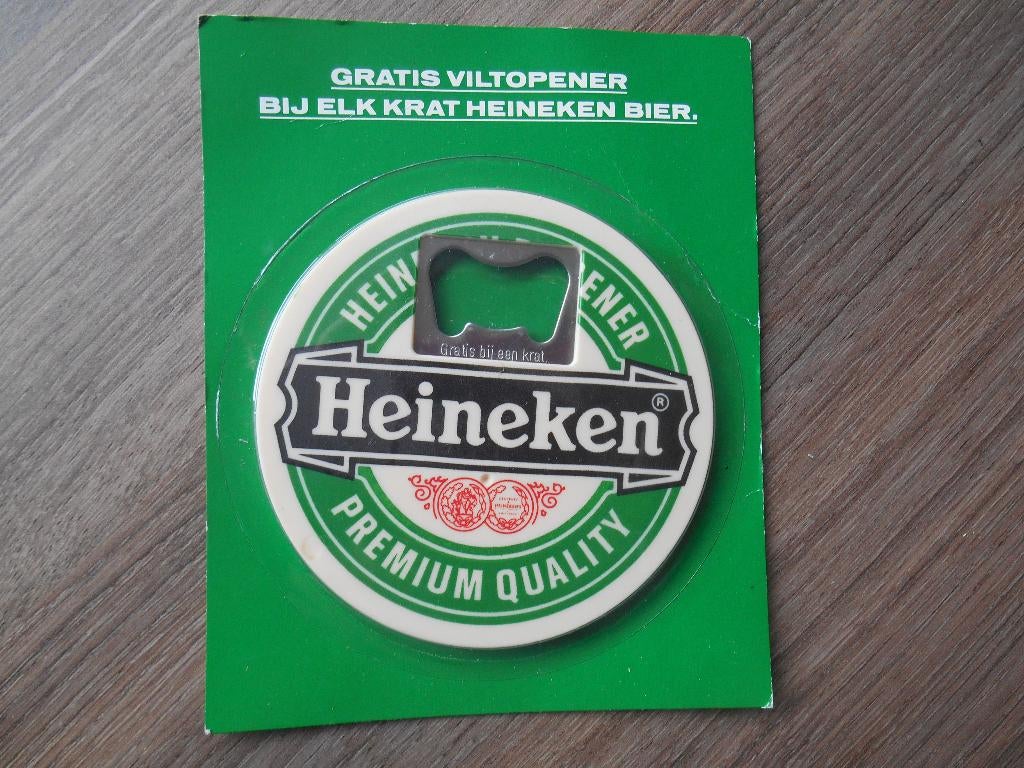 GRATIS VILTOPENER
BIJ ELK KRAT HEINEKEN BIER.
Gratis bij een krat.
Heineken®
PREMIUM QUALITY